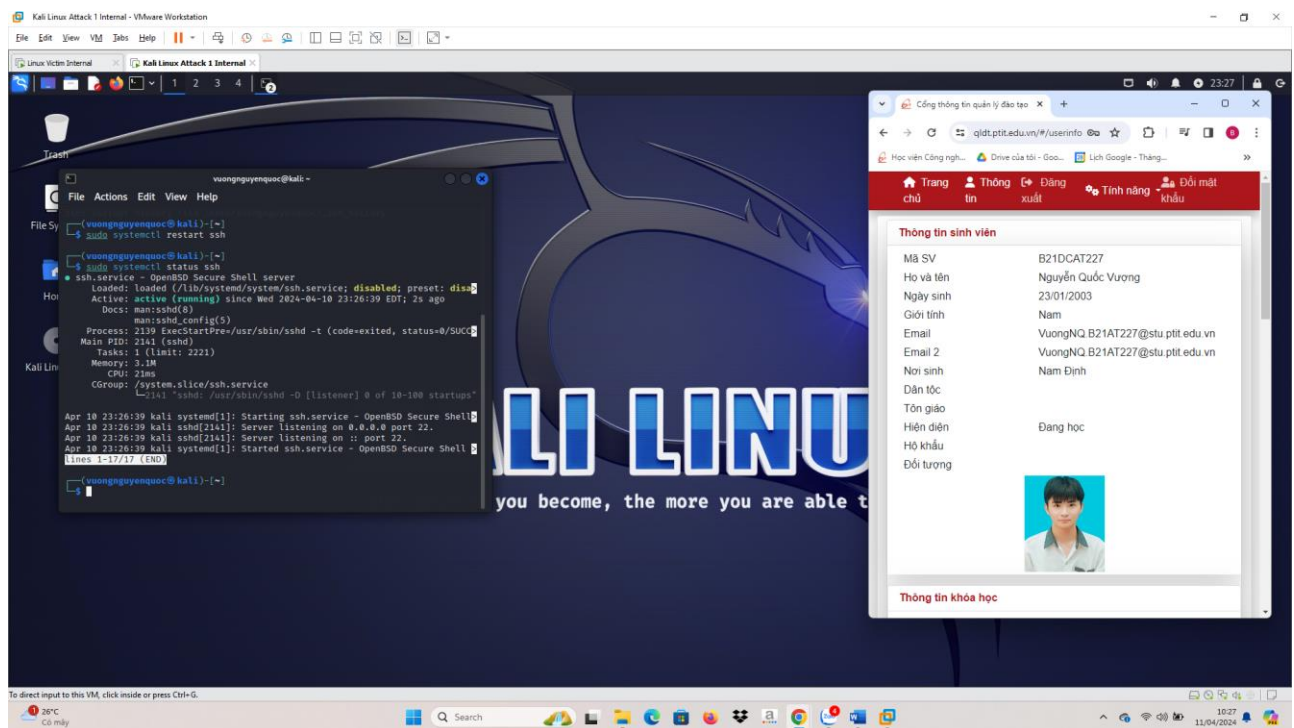 Kali Linux Attack 1 Internal - VMware Workstation
File Edit View VM Tabs Help
Linux Victim Internal
Kali Linux Attack 1 Internal
1 2 3 4
23:27
Trash
File Sy
Ho
Kali Lin
vuongnguyenquoc@kali: ~
File Actions Edit View Help
(vuongnguyenquoc㉿kali)-[~]
$ sudo systemctl restart ssh
(vuongnguyenquoc㉿kali)-[~]
$ sudo systemctl status ssh
● ssh.service - OpenBSD Secure Shell server
Loaded: loaded (/lib/systemd/system/ssh.service; disabled; preset: disa>
Active: active (running) since Wed 2024-04-10 23:26:39 EDT; 2s ago
Docs: man:sshd(8)
man:sshd_config(5)
Process: 2139 ExecStartPre=/usr/sbin/sshd -t (code=exited, status=0/SUCC>
Main PID: 2141 (sshd)
Tasks: 1 (limit: 2221)
Memory: 3.1M
CPU: 21ms
CGroup: /system.slice/ssh.service
└─2141 "sshd: /usr/sbin/sshd -D [listener] 0 of 10-100 startups"
Apr 10 23:26:39 kali systemd[1]: Starting ssh.service - OpenBSD Secure Shell>
Apr 10 23:26:39 kali sshd[2141]: Server listening on 0.0.0.0 port 22.
Apr 10 23:26:39 kali sshd[2141]: Server listening on :: port 22.
Apr 10 23:26:39 kali systemd[1]: Started ssh.service - OpenBSD Secure Shell >
lines 1-17/17 (END)
(vuongnguyenquoc㉿kali)-[~]
$
LI LINU
you become, the more you are able t
Cổng thông tin quản lý đào tạo
qldt.ptit.edu.vn/#/userinfo
B
Học viện Công ngh... Drive của tôi - Goo... Lịch Google - Tháng... »
Trang chủ
Thông tin
Đăng xuất
Tính năng
Đổi mật khẩu
Thông tin sinh viên
Mã SV B21DCAT227
Họ và tên Nguyễn Quốc Vương
Ngày sinh 23/01/2003
Giới tính Nam
Email VuongNQ.B21AT227@stu.ptit.edu.vn
Email 2 VuongNQ.B21AT227@stu.ptit.edu.vn
Nơi sinh Nam Định
Dân tộc
Tôn giáo
Hiện diện Đang học
Hộ khẩu
Đối tượng
Thông tin khóa học
To direct input to this VM, click inside or press Ctrl+G.
1
26°C
Có mây
Search
10:27
11/04/2024